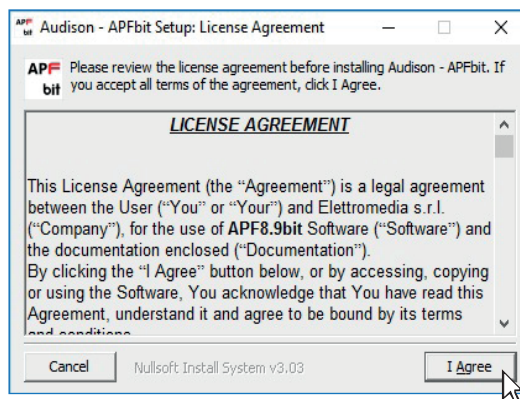 APF bit Audison - APFbit Setup: License Agreement
APF Please review the license agreement before installing Audison - APFbit. If
bit you accept all terms of the agreement, click I Agree.
LICENSE AGREEMENT
This License Agreement (the “Agreement”) is a legal agreement
between the User (“You” or “Your”) and Elettromedia s.r.l.
(“Company”), for the use of APF8.9bit Software (“Software”) and
the documentation enclosed (“Documentation”).
By clicking the “I Agree” button below, or by accessing, copying
or using the Software, You acknowledge that You have read this
Agreement, understand it and agree to be bound by its terms
and conditions.
Cancel Nullsoft Install System v3.03 I Agree